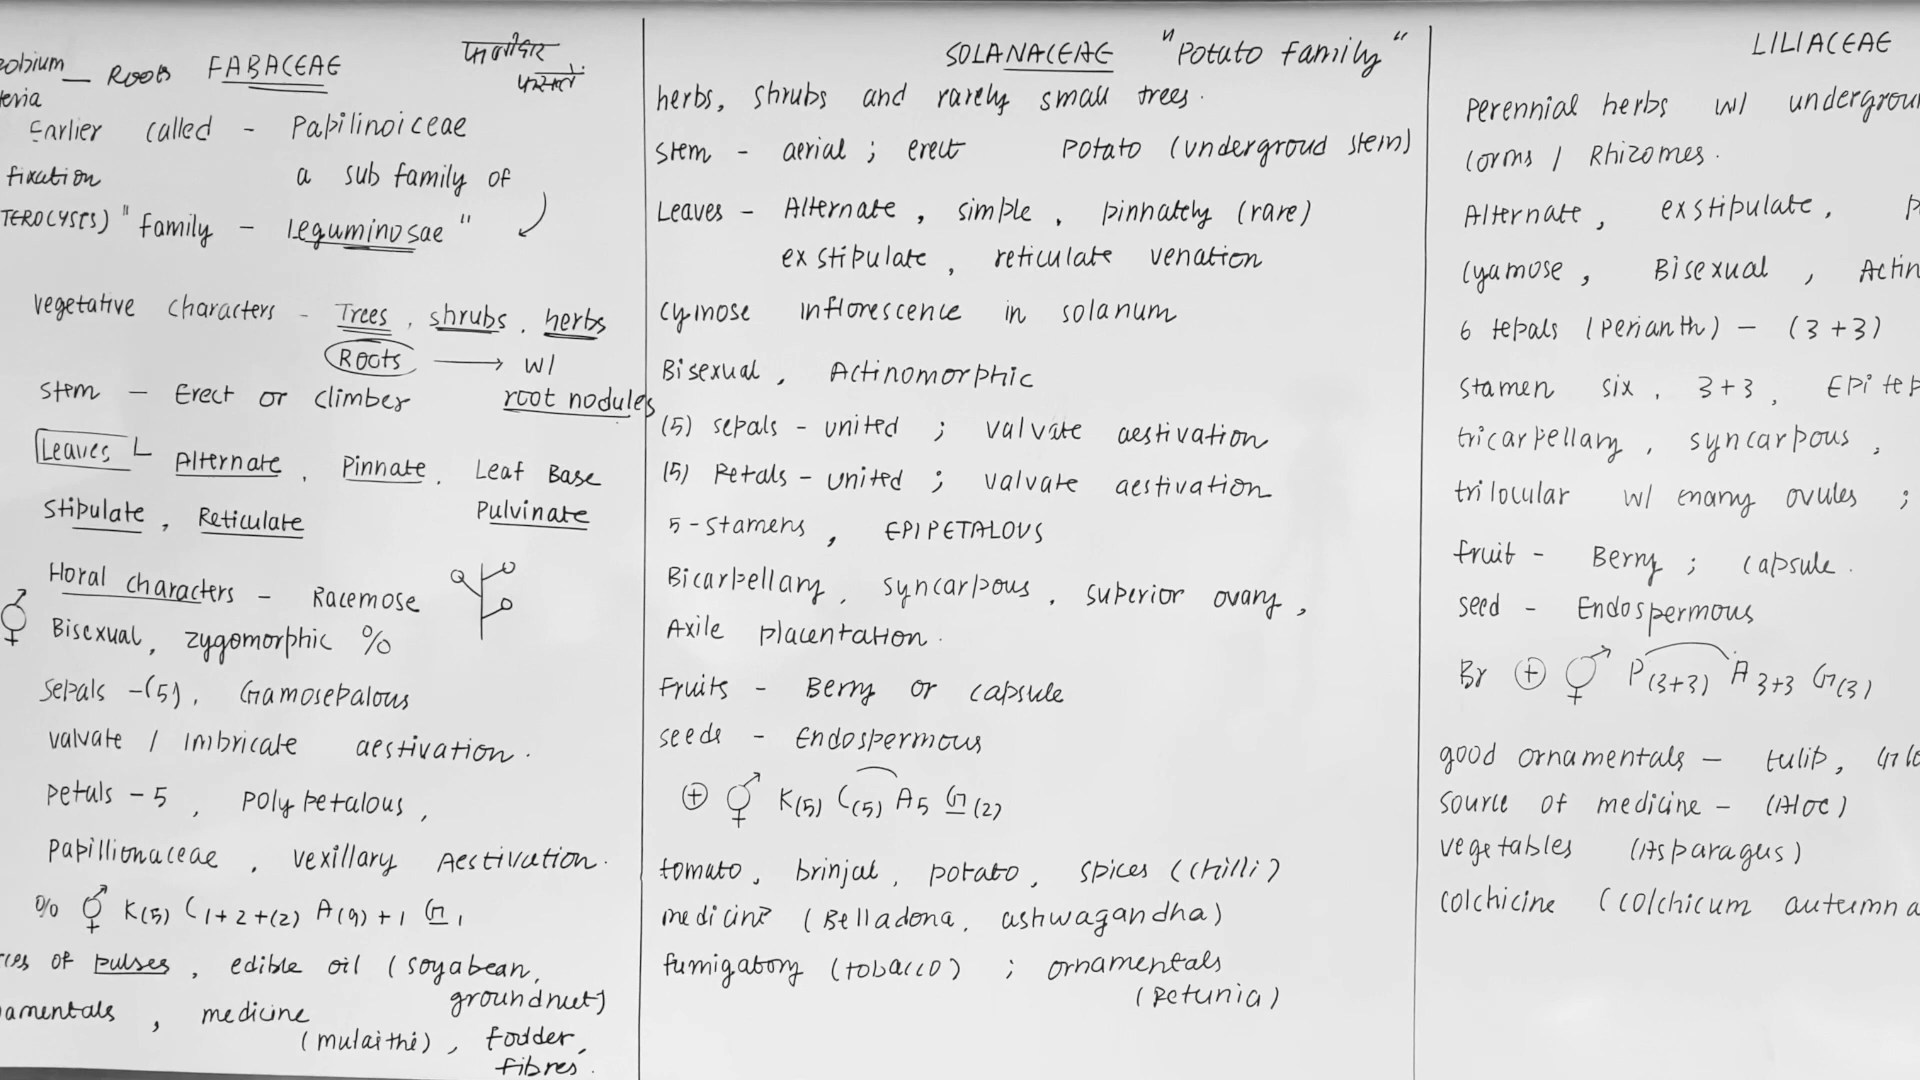 Roots FABACEAE
Earlier called - Papilinoiceae
fixation a sub family of
"family - leguminosae"
vegetative characters - Trees, shrubs, herbs
Roots → w/
stem - Erect or climber root nodules
Leaves Alternate, Pinnate, Leaf Base
Stipulate, Reticulate Pulvinate
Floral characters - Racemose
Bisexual, zygomorphic %
sepals -(5), Gamosepalous
valvate / imbricate aestivation.
petals - 5, polypetalous,
papillionaceae, vexillary Aestivation.
% ⚥ K(5) C1+2+(2) A(9)+1 G1
of pulses, edible oil (soyabean,
groundnut)
, medicine
(mulaithi), fodder,
fibres.
SOLANACEAE "Potato family"
herbs, shrubs and rarely small trees.
stem - aerial; erect Potato (undergroud stem)
Leaves - Alternate, simple, pinnately (rare)
exstipulate, reticulate venation
cymose inflorescence in solanum
Bisexual, Actinomorphic
(5) sepals - united; valvate aestivation
(5) Petals - united; valvate aestivation
5-stamens, EPIPETALOUS
Bicarpellary, syncarpous, superior ovary,
Axile placentation.
Fruits - Berry or capsule
seeds - Endospermous
⊕ ⚥ K(5) C(5) A5 G(2)
tomato, brinjal, potato, spices (chilli)
medicine (Belladona, ashwagandha)
fumigatory (tobacco); ornamentals
(Petunia)
LILIACEAE
Perennial herbs w/
Corms / Rhizomes.
Alternate, exstipulate,
Cyamose, Bisexual,
6 tepals (perianth) - (3+3)
stamen six, 3+3,
tricarpellary, syncarpous,
trilocular w/ ovules;
fruit - Berry; capsule.
seed - Endospermous
Br ⊕ ⚥ P(3+3) A3+3 G(3)
good ornamentals - tulip,
source of medicine - (Aloe)
vegetables (Asparagus)
colchicine (colchicum